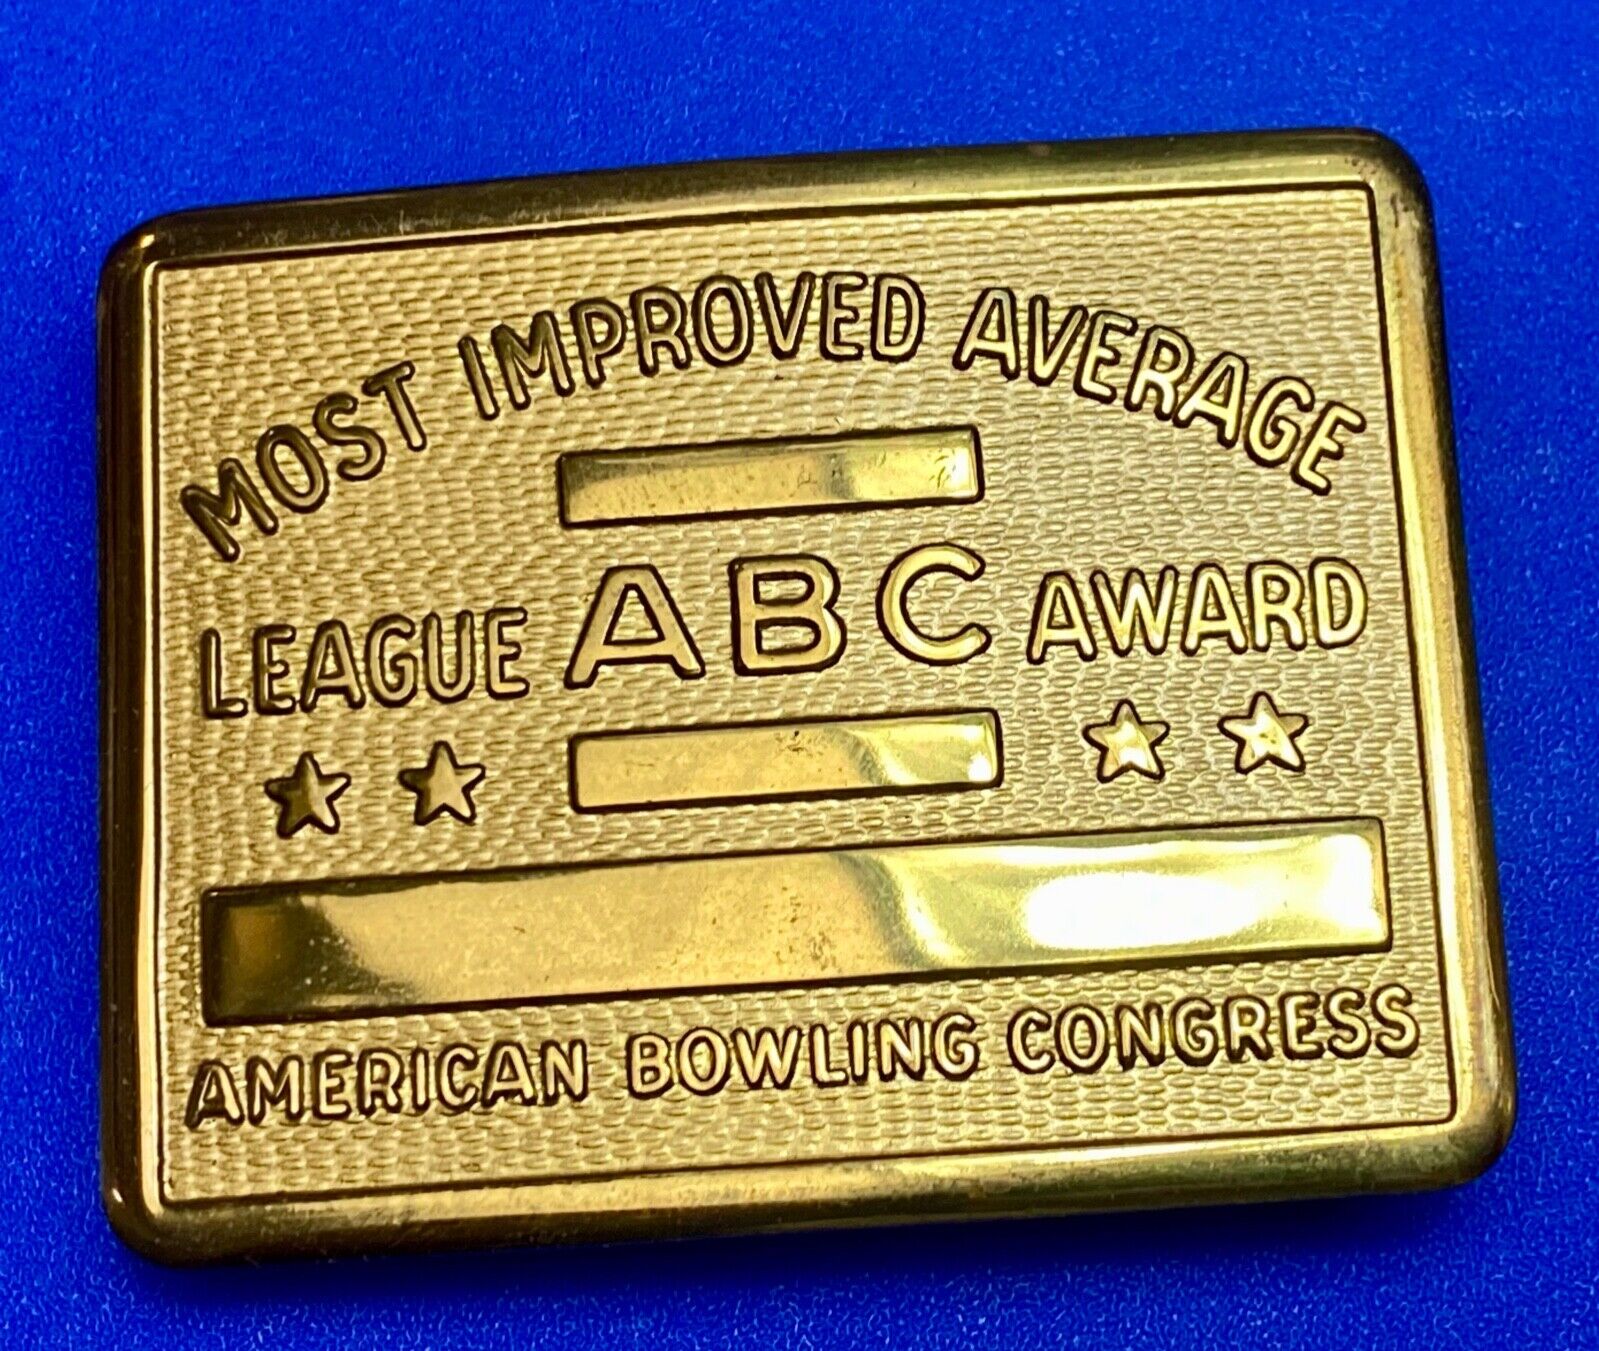 MOST IMPROVED AVERAGE
LEAGUE ABC AWARD
AMERICAN BOWLING CONGRESS